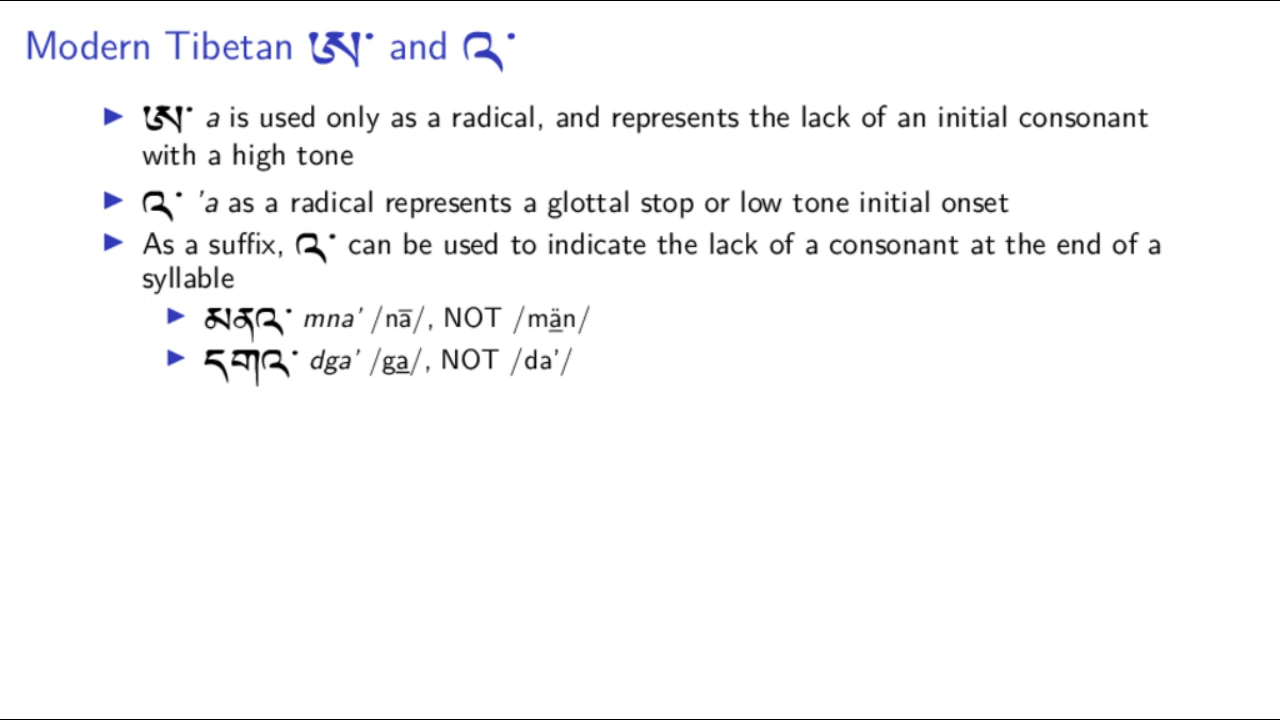 Modern Tibetan ཨ་ and འ་
▶ ཨ་ a is used only as a radical, and represents the lack of an initial consonant
with a high tone
▶ འ་ 'a as a radical represents a glottal stop or low tone initial onset
▶ As a suffix, འ་ can be used to indicate the lack of a consonant at the end of a
syllable
▶ མནའ་ mna' /nā/, NOT /mä̱n/
▶ དགའ་ dga' /ga̱/, NOT /da'/